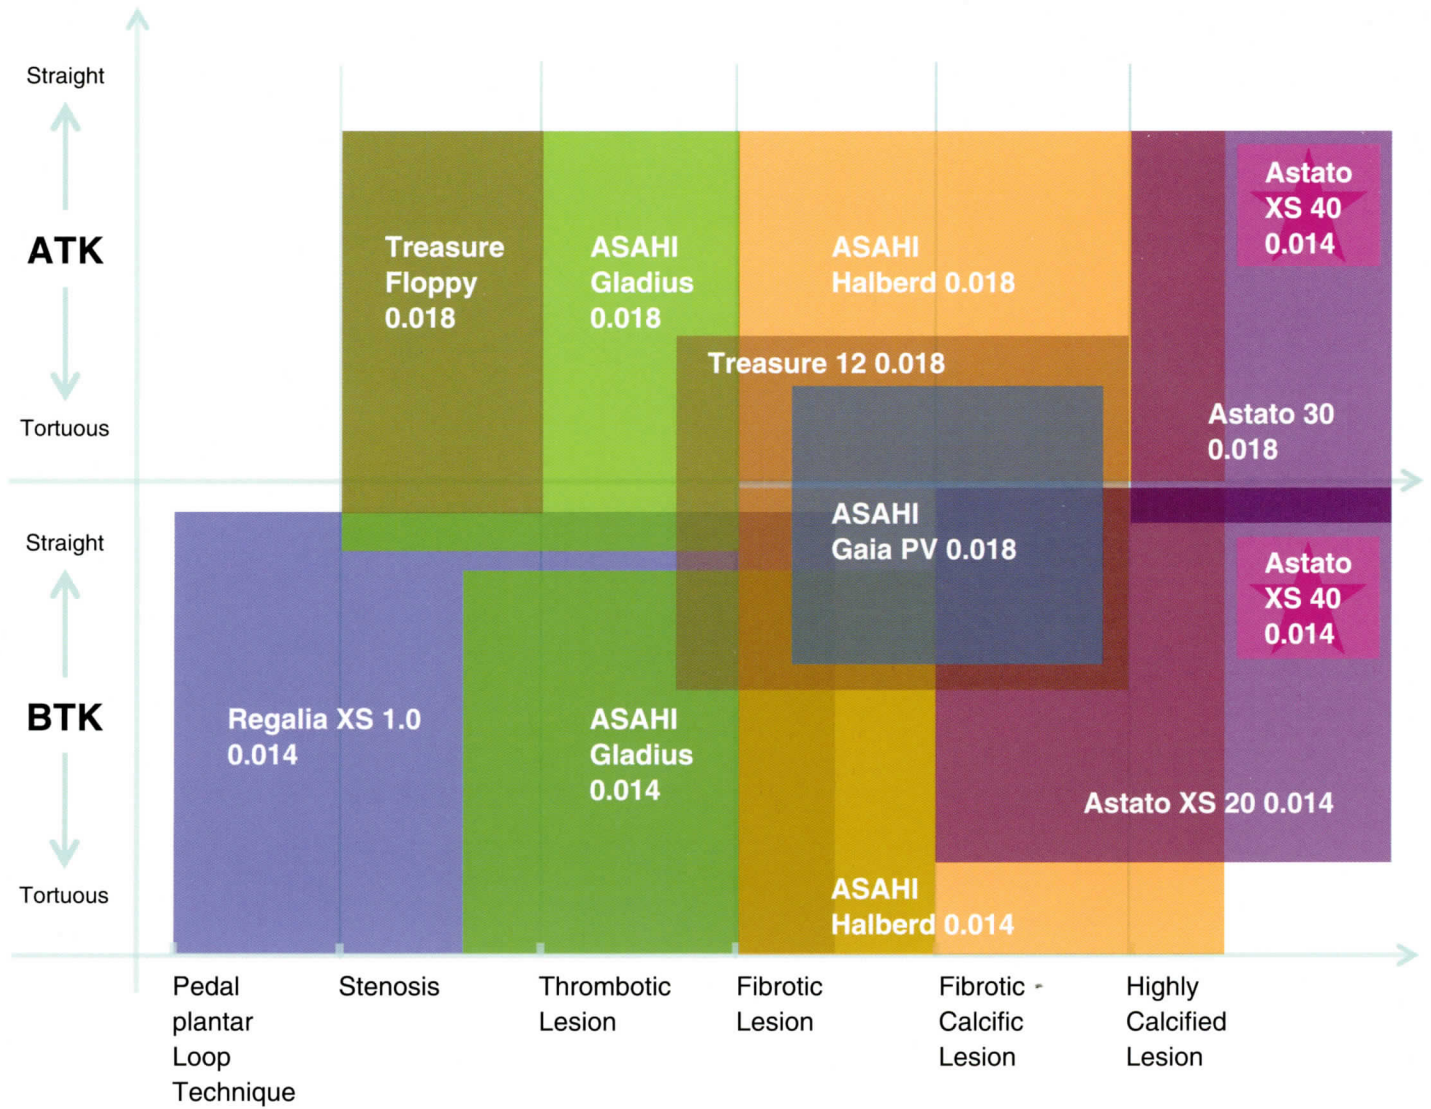 Straight
ATK
Tortuous
Straight
BTK
Tortuous
Treasure
Floppy
0.018
ASAHI
Gladius
0.018
ASAHI
Halberd 0.018
Treasure 12 0.018
Astato
XS 40
0.014
Astato 30
0.018
ASAHI
Gaia PV 0.018
Astato
XS 40
0.014
Regalia XS 1.0
0.014
ASAHI
Gladius
0.014
Astato XS 20 0.014
ASAHI
Halberd 0.014
Pedal
plantar
Loop
Technique
Stenosis
Thrombotic
Lesion
Fibrotic
Lesion
Fibrotic -
Calcific
Lesion
Highly
Calcified
Lesion